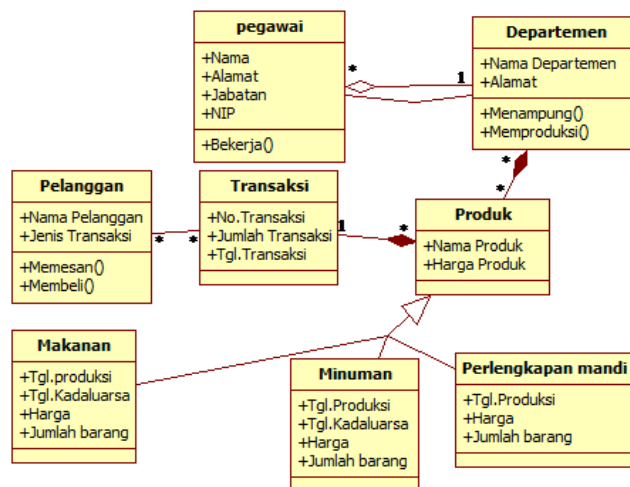 pegawai
+Nama
+Alamat
+Jabatan
+NIP
+Bekerja()
*
1
Departemen
+Nama Departemen
+Alamat
+Menampung()
+Memproduksi()
*
*
Pelanggan
+Nama Pelanggan
+Jenis Transaksi
+Memesan()
+Membeli()
*
*
Transaksi
+No.Transaksi
+Jumlah Transaksi
+Tgl.Transaksi
1
*
Produk
+Nama Produk
+Harga Produk
Makanan
+Tgl.produksi
+Tgl.Kadaluarsa
+Harga
+Jumlah barang
Minuman
+Tgl.Produksi
+Tgl.Kadaluarsa
+Harga
+Jumlah barang
Perlengkapan mandi
+Tgl.Produksi
+Harga
+Jumlah barang